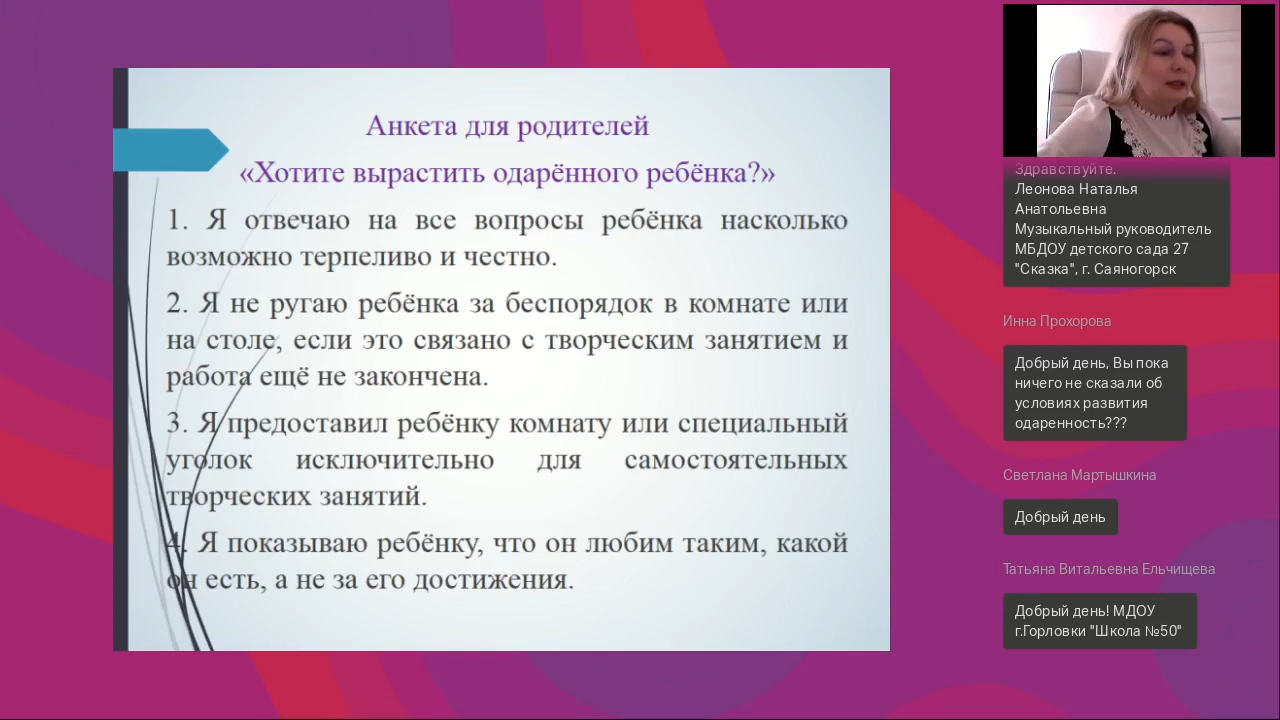 Анкета для родителей
«Хотите вырастить одарённого ребёнка?»
1. Я отвечаю на все вопросы ребёнка насколько
возможно терпеливо и честно.
2. Я не ругаю ребёнка за беспорядок в комнате или
на столе, если это связано с творческим занятием и
работа ещё не закончена.
3. Я предоставил ребёнку комнату или специальный
уголок исключительно для самостоятельных
творческих занятий.
4. Я показываю ребёнку, что он любим таким, какой
он есть, а не за его достижения.
Здравствуйте.
Леонова Наталья
Анатольевна
Музыкальный руководитель
МБДОУ детского сада 27
"Сказка", г. Саяногорск
Инна Прохорова
Добрый день, Вы пока
ничего не сказали об
условиях развития
одаренность???
Светлана Мартышкина
Добрый день
Татьяна Витальевна Ельчищева
Добрый день! МДОУ
г.Горловки "Школа №50"